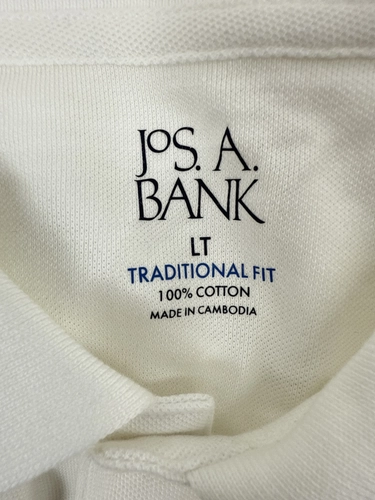 JoS. A.
BANK
LT
TRADITIONAL FIT
100% COTTON
MADE IN CAMBODIA